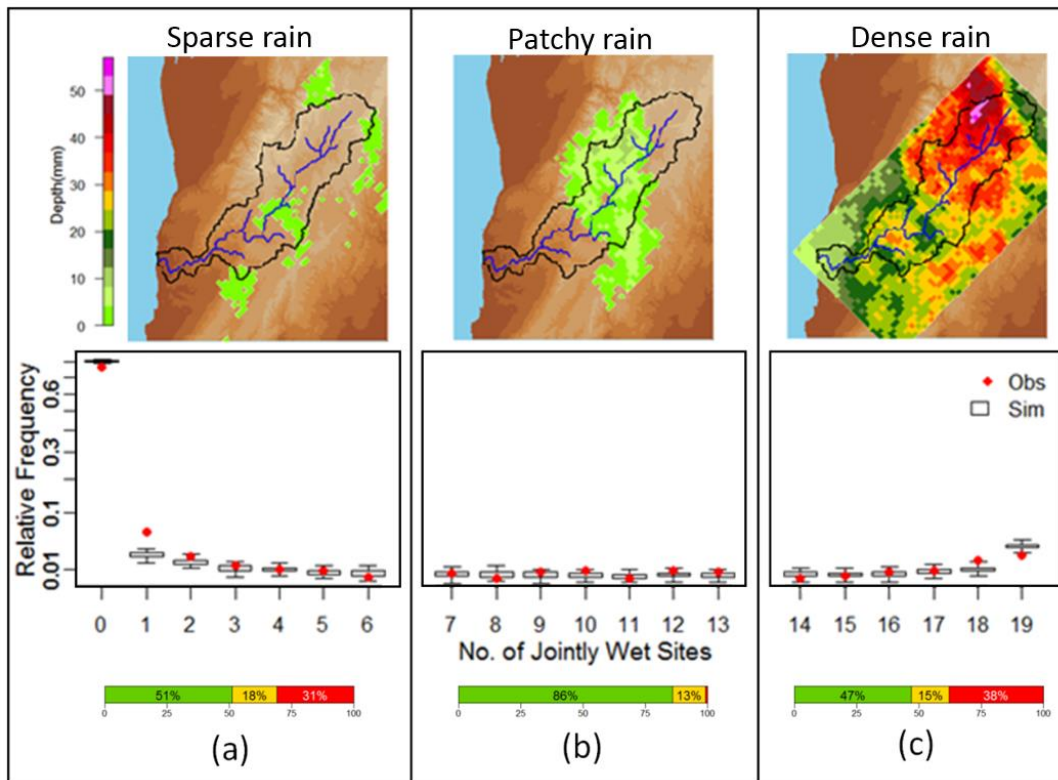 Sparse rain
Patchy rain
Dense rain
Depth(mm)
50
40
30
20
10
0
Relative Frequency
0.6
0.3
0.1
0.01
Obs
Sim
0 1 2 3 4 5 6
7 8 9 10 11 12 13
14 15 16 17 18 19
No. of Jointly Wet Sites
51% 18% 31%
0 25 50 75 100
86% 13%
0 25 50 75 100
47% 15% 38%
0 25 50 75 100
(a)
(b)
(c)